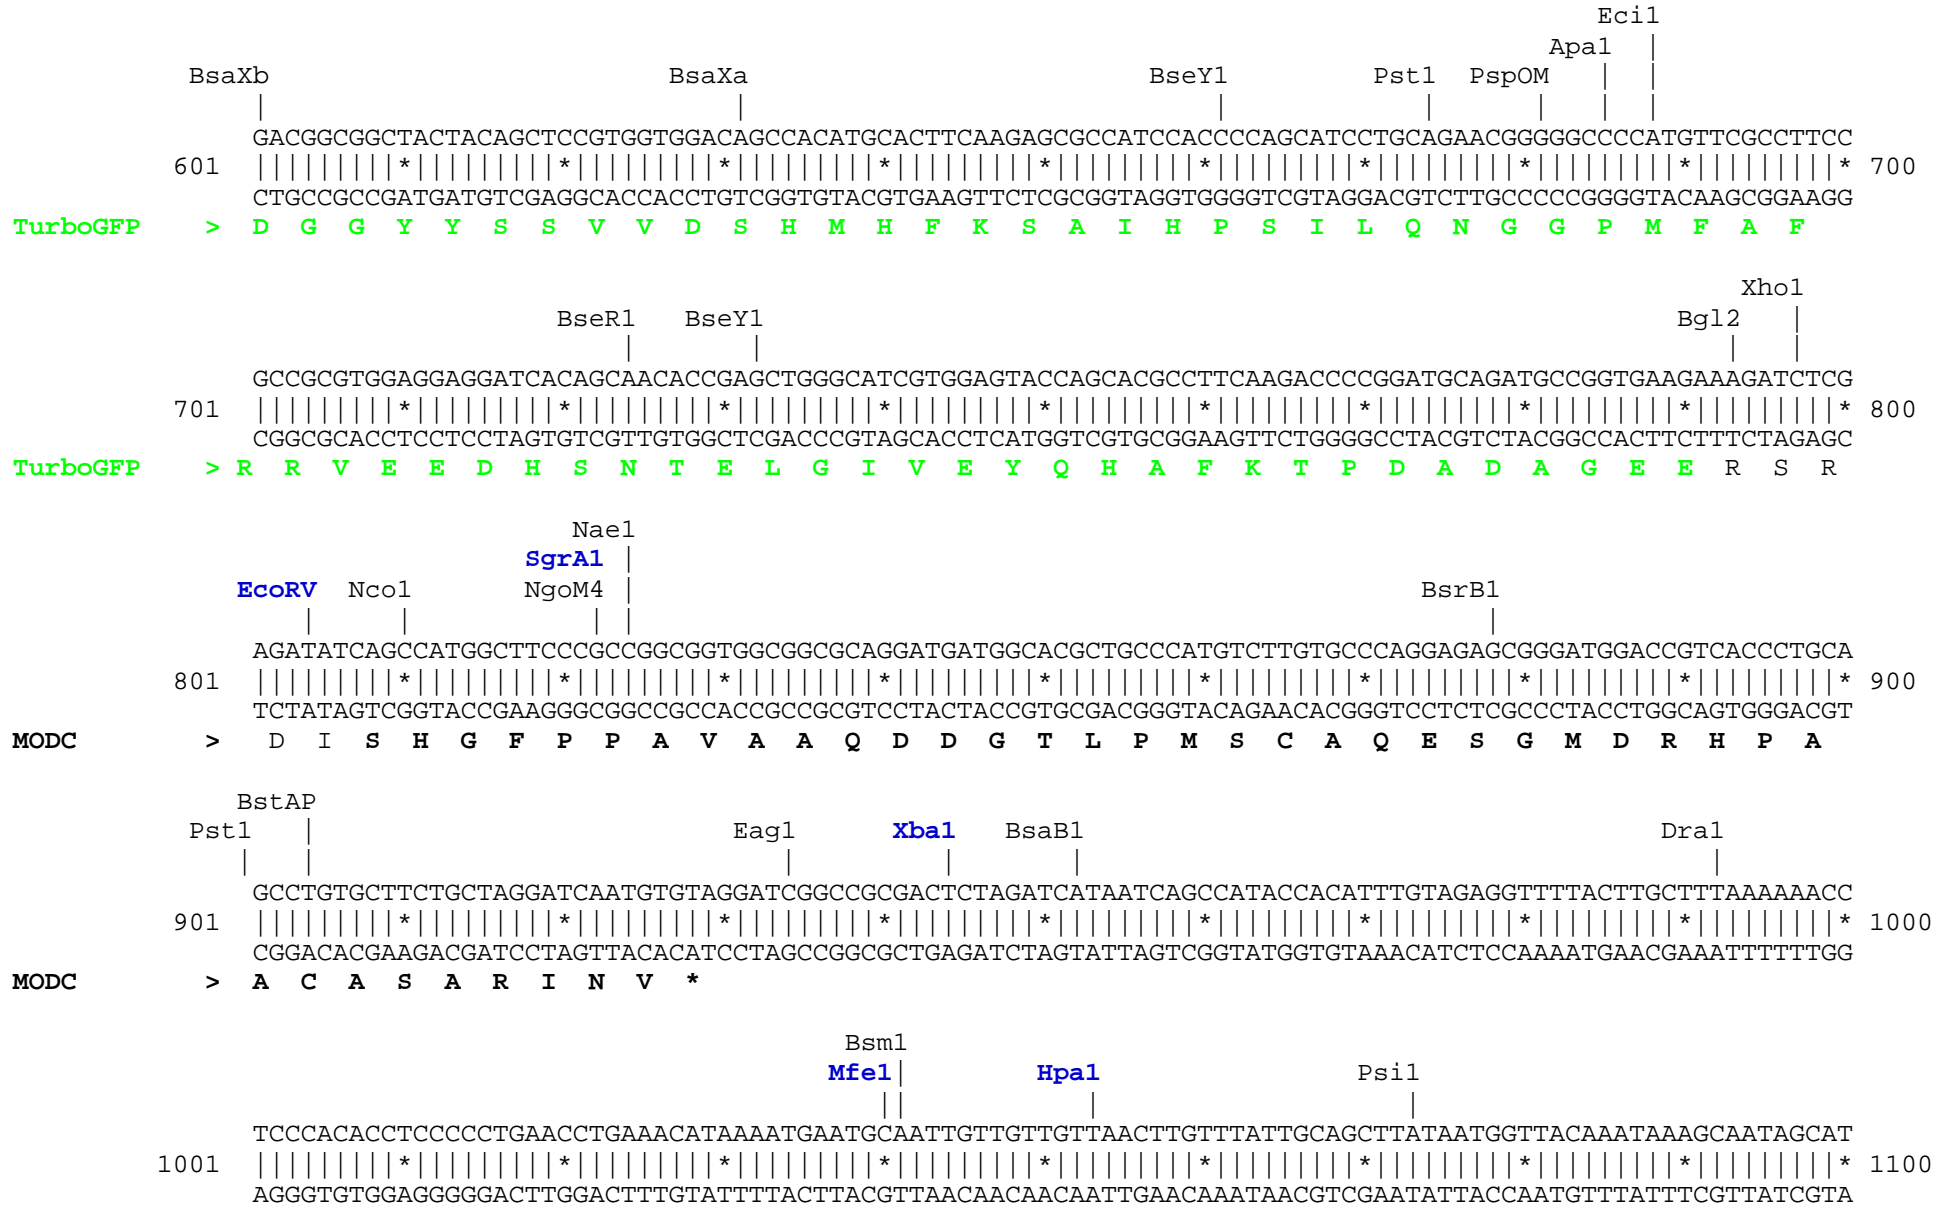 Eci1
Apa1 |
BsaXb BsaXa BseY1 Pst1 PspOM | |
| | | | | | |
GACGGCGGCTACTACAGCTCCGTGGTGGACAGCCACATGCACTTCAAGAGCGCCATCCACCCCAGCATCCTGCAGAACGGGGGCCCCATGTTCGCCTTCC
601 |||||||||*|||||||||*|||||||||*|||||||||*|||||||||*|||||||||*|||||||||*|||||||||*|||||||||*|||||||||* 700
CTGCCGCCGATGATGTCGAGGCACCACCTGTCGGTGTACGTGAAGTTCTCGCGGTAGGTGGGGTCGTAGGACGTCTTGCCCCCGGGGTACAAGCGGAAGG
TurboGFP > D G G Y Y S S V V D S H M H F K S A I H P S I L Q N G G P M F A F
Xho1
BseR1 BseY1 Bgl2 |
| | | |
GCCGCGTGGAGGAGGATCACAGCAACACCGAGCTGGGCATCGTGGAGTACCAGCACGCCTTCAAGACCCCGGATGCAGATGCCGGTGAAGAAAGATCTCG
701 |||||||||*|||||||||*|||||||||*|||||||||*|||||||||*|||||||||*|||||||||*|||||||||*|||||||||*|||||||||* 800
CGGCGCACCTCCTCCTAGTGTCGTTGTGGCTCGACCCGTAGCACCTCATGGTCGTGCGGAAGTTCTGGGGCCTACGTCTACGGCCACTTCTTTCTAGAGC
TurboGFP > R R V E E D H S N T E L G I V E Y Q H A F K T P D A D A G E E R S R
Nae1
SgrA1 |
EcoRV Nco1 NgoM4 | BsrB1
| | | | |
AGATATCAGCCATGGCTTCCCGCCGGCGGTGGCGGCGCAGGATGATGGCACGCTGCCCATGTCTTGTGCCCAGGAGAGCGGGATGGACCGTCACCCTGCA
801 |||||||||*|||||||||*|||||||||*|||||||||*|||||||||*|||||||||*|||||||||*|||||||||*|||||||||*|||||||||* 900
TCTATAGTCGGTACCGAAGGGCGGCCGCCACCGCCGCGTCCTACTACCGTGCGACGGGTACAGAACACGGGTCCTCTCGCCCTACCTGGCAGTGGGACGT
MODC > D I S H G F P P A V A A Q D D G T L P M S C A Q E S G M D R H P A
BstAP
Pst1 | Eag1 Xba1 BsaB1 Dra1
| | | | | |
GCCTGTGCTTCTGCTAGGATCAATGTGTAGGATCGGCCGCGACTCTAGATCATAATCAGCCATACCACATTTGTAGAGGTTTTACTTGCTTTAAAAAACC
901 |||||||||*|||||||||*|||||||||*|||||||||*|||||||||*|||||||||*|||||||||*|||||||||*|||||||||*|||||||||* 1000
CGGACACGAAGACGATCCTAGTTACACATCCTAGCCGGCGCTGAGATCTAGTATTAGTCGGTATGGTGTAAACATCTCCAAAATGAACGAAATTTTTTGG
MODC > A C A S A R I N V *
Bsm1
Mfe1| Hpa1 Psi1
|| | |
TCCCACACCTCCCCCTGAACCTGAAACATAAAATGAATGCAATTGTTGTTGTTAACTTGTTTATTGCAGCTTATAATGGTTACAAATAAAGCAATAGCAT
1001 |||||||||*|||||||||*|||||||||*|||||||||*|||||||||*|||||||||*|||||||||*|||||||||*|||||||||*|||||||||* 1100
AGGGTGTGGAGGGGGACTTGGACTTTGTATTTTACTTACGTTAACAACAACAATTGAACAAATAACGTCGAATATTACCAATGTTTATTTCGTTATCGTA